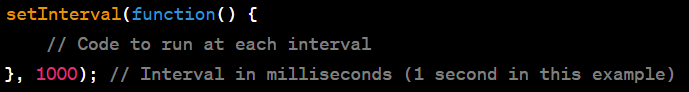 setInterval(function() {
    // Code to run at each interval
}, 1000); // Interval in milliseconds (1 second in this example)